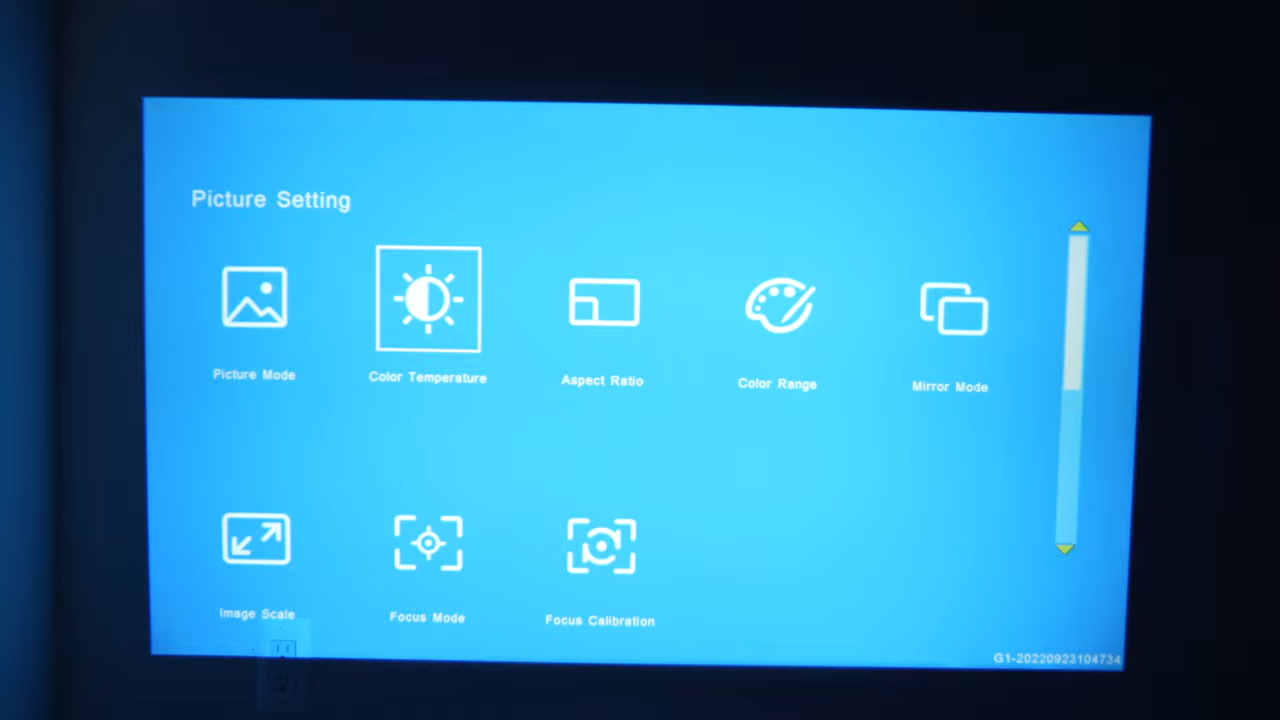 Picture Setting
Picture Mode
Color Temperature
Aspect Ratio
Color Range
Mirror Mode
Image Scale
Focus Mode
Focus Calibration
G1-20220923104734